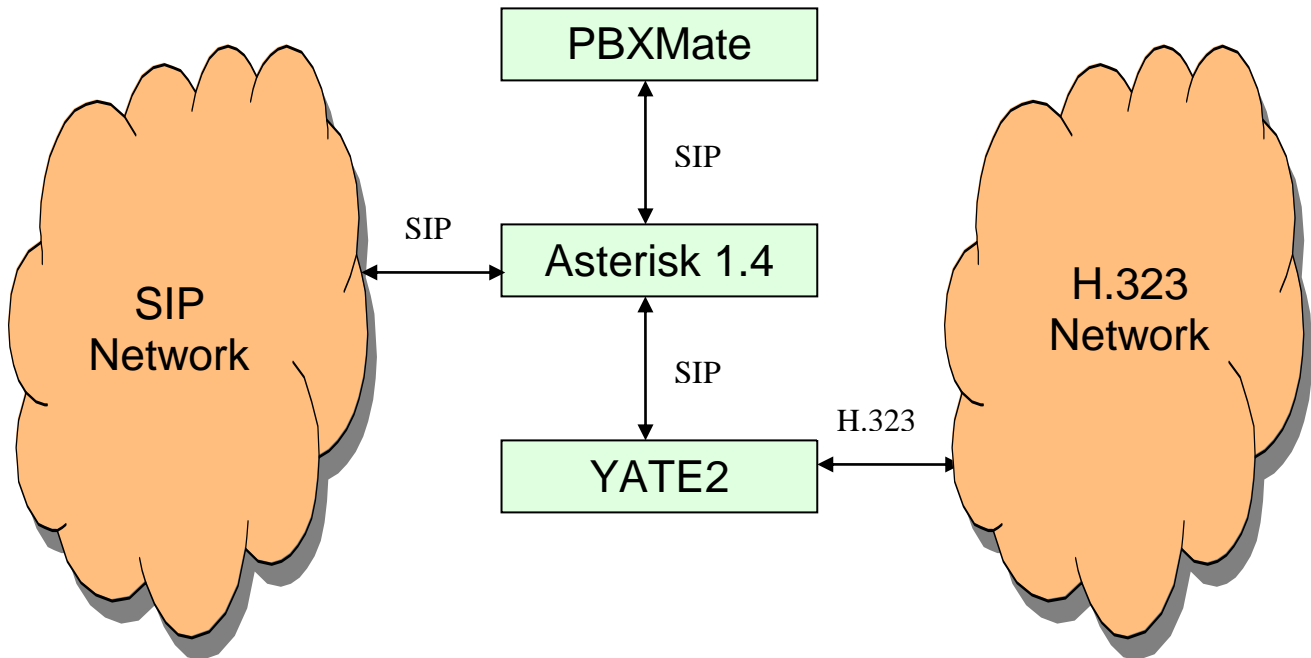 PBXMate
SIP
SIP
Asterisk 1.4
SIP
Network
H.323
Network
SIP
H.323
YATE2